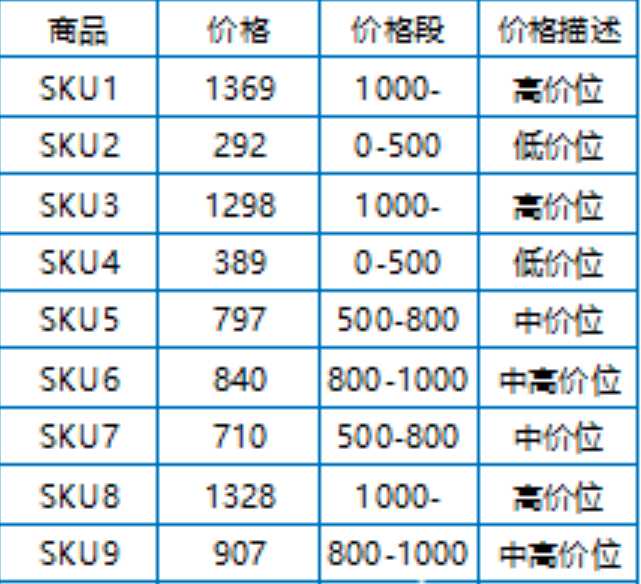 商品 价格 价格段 价格描述
SKU1 1369 1000- 高价位
SKU2 292 0-500 低价位
SKU3 1298 1000- 高价位
SKU4 389 0-500 低价位
SKU5 797 500-800 中价位
SKU6 840 800-1000 中高价位
SKU7 710 500-800 中价位
SKU8 1328 1000- 高价位
SKU9 907 800-1000 中高价位